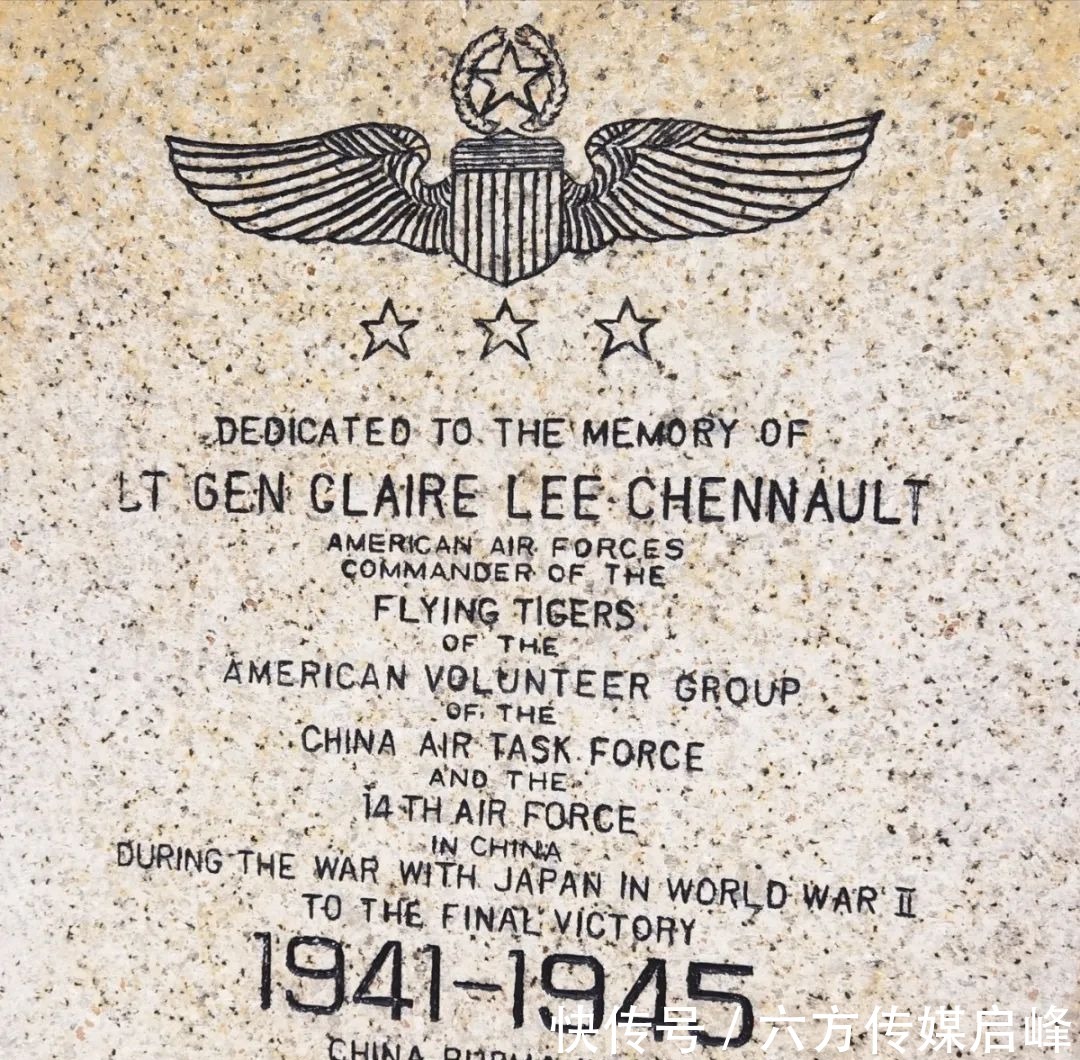 DEDICATED TO THE MEMORY OF
LT GEN CLAIRE LEE CHENNAULT
AMERICAN AIR FORCES
COMMANDER OF THE
FLYING TIGERS
OF THE
AMERICAN VOLUNTEER GROUP
OF THE
CHINA AIR TASK FORCE
AND THE
14TH AIR FORCE
IN CHINA
DURING THE WAR WITH JAPAN IN WORLD WAR II
TO THE FINAL VICTORY
1941-1945
CHINA
快传号 / 六方传媒启峰